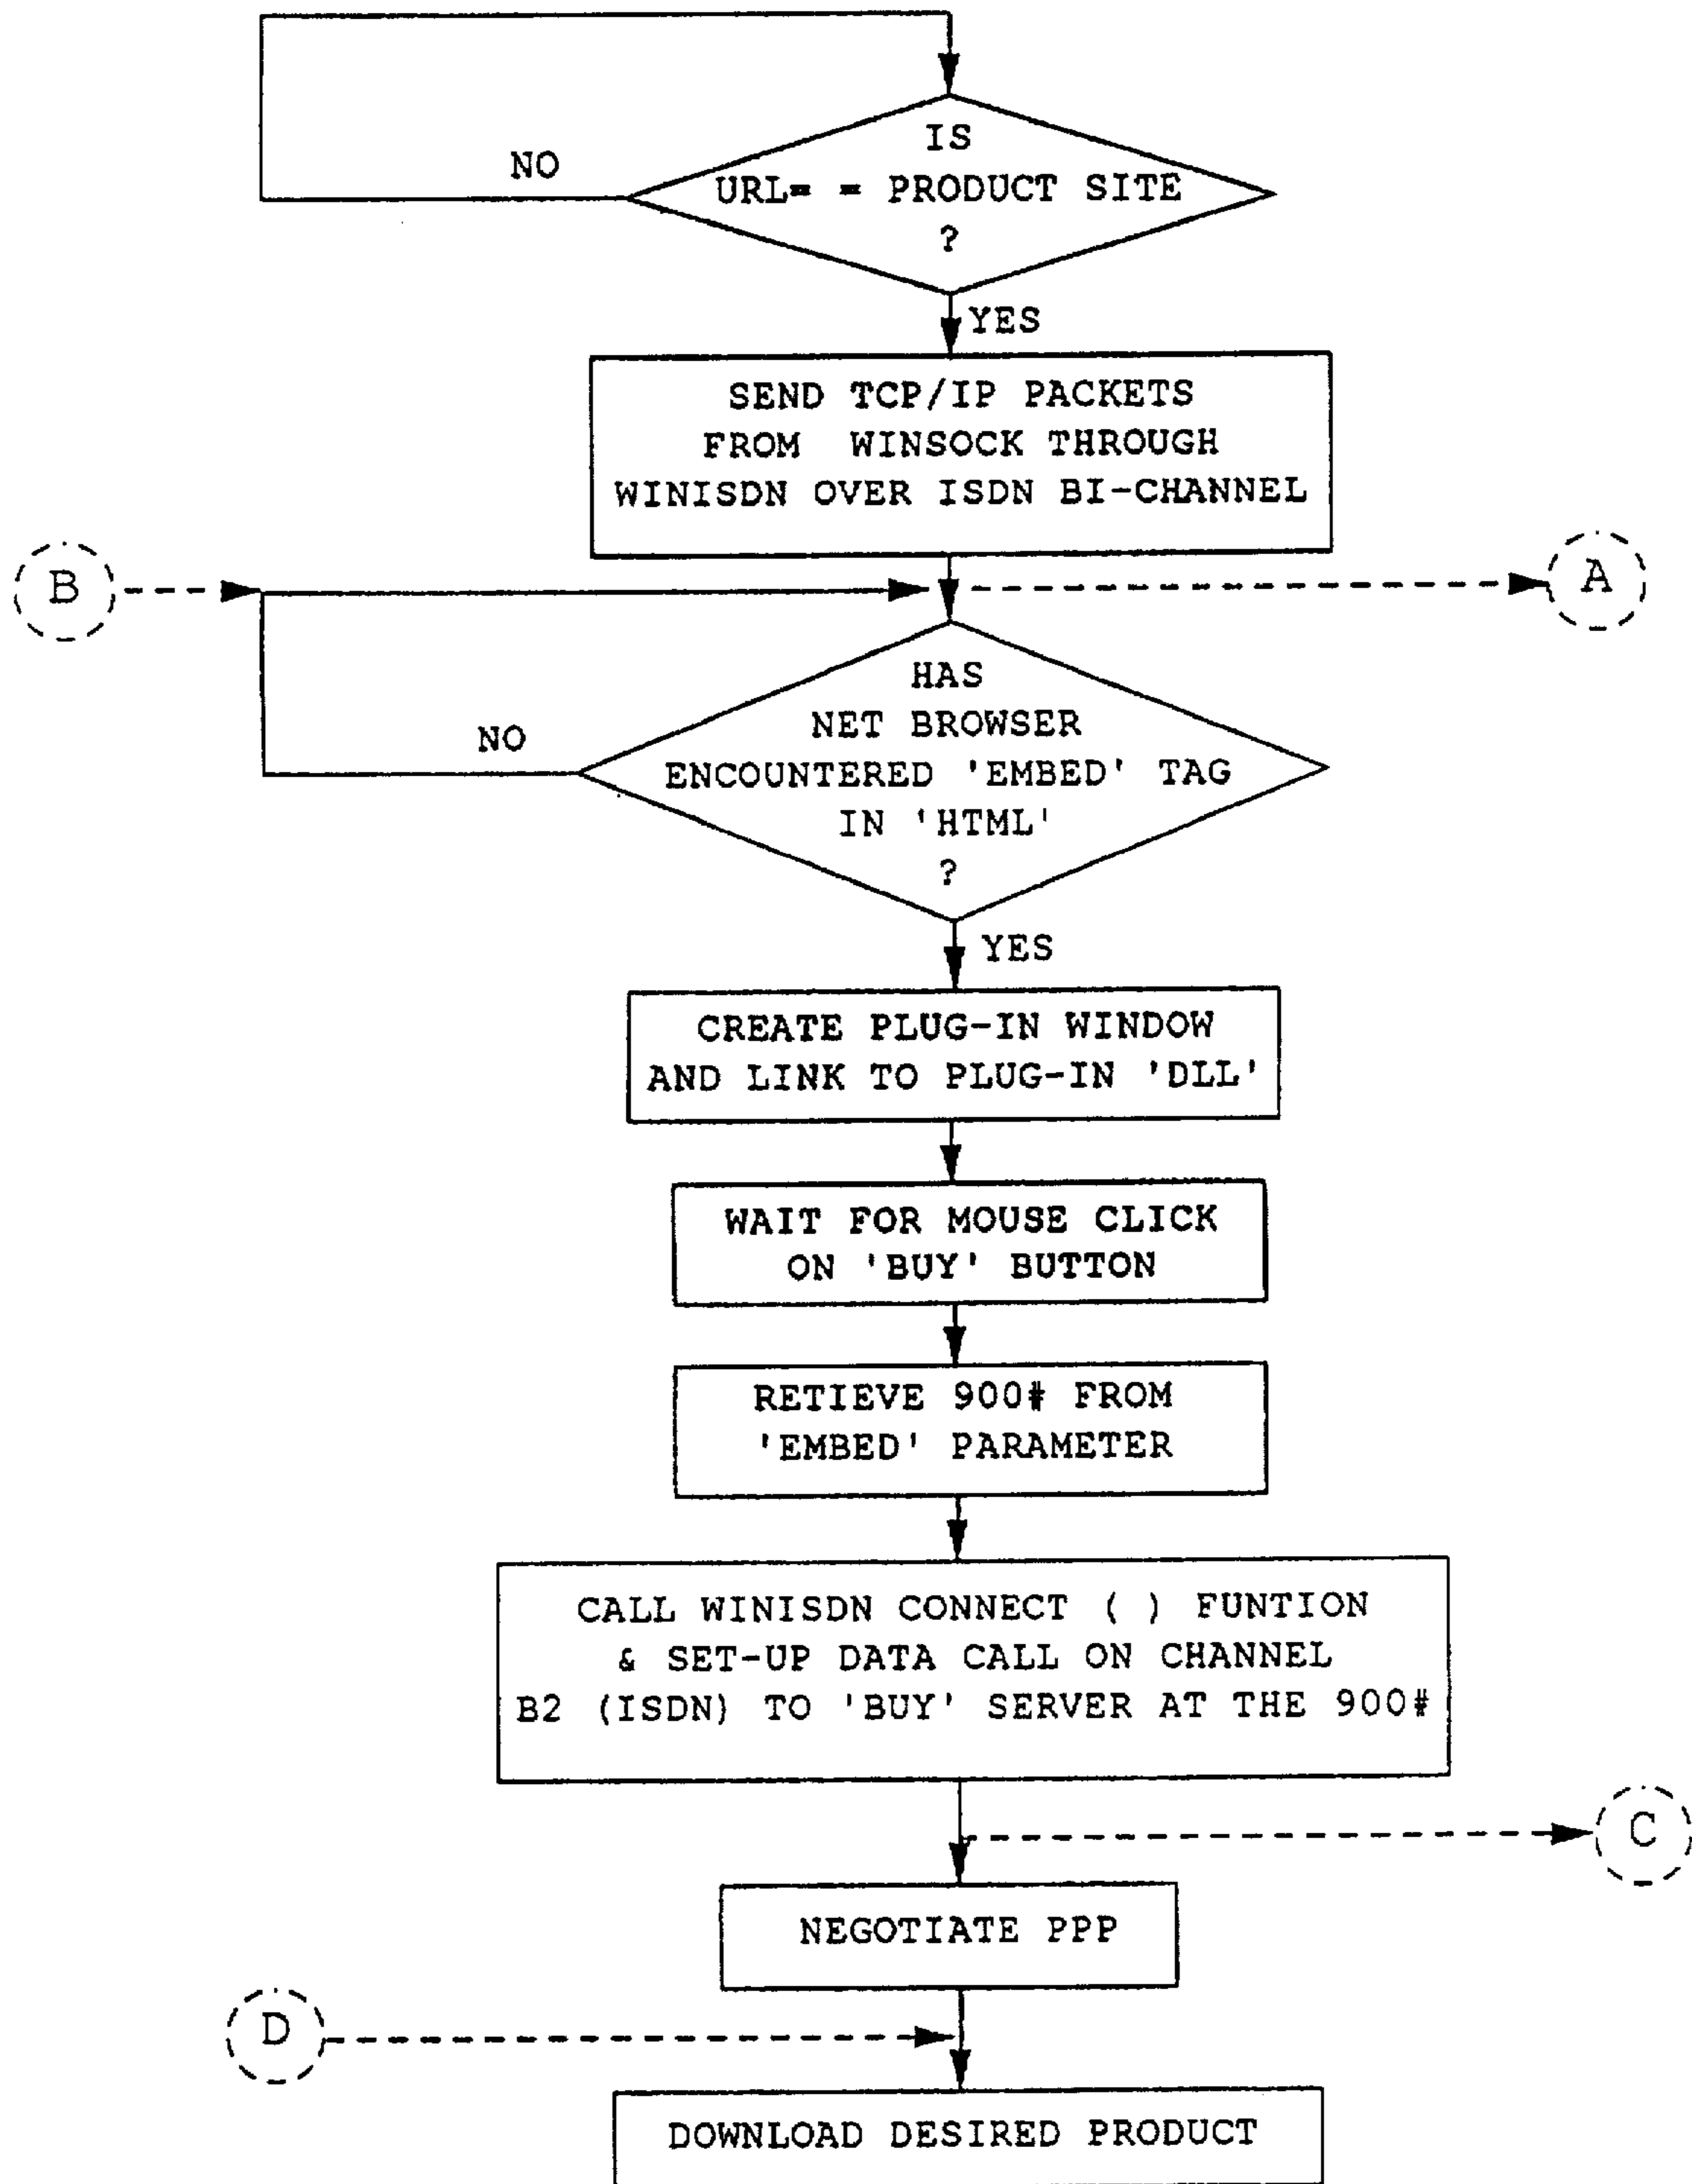 IS
URL= = PRODUCT SITE
?
NO
YES
SEND TCP/IP PACKETS
FROM WINSOCK THROUGH
WINISDN OVER ISDN BI-CHANNEL
B
A
HAS
NET BROWSER
ENCOUNTERED 'EMBED' TAG
IN 'HTML'
?
NO
YES
CREATE PLUG-IN WINDOW
AND LINK TO PLUG-IN 'DLL'
WAIT FOR MOUSE CLICK
ON 'BUY' BUTTON
RETIEVE 900# FROM
'EMBED' PARAMETER
CALL WINISDN CONNECT ( ) FUNTION
& SET-UP DATA CALL ON CHANNEL
B2 (ISDN) TO 'BUY' SERVER AT THE 900#
C
NEGOTIATE PPP
D
DOWNLOAD DESIRED PRODUCT